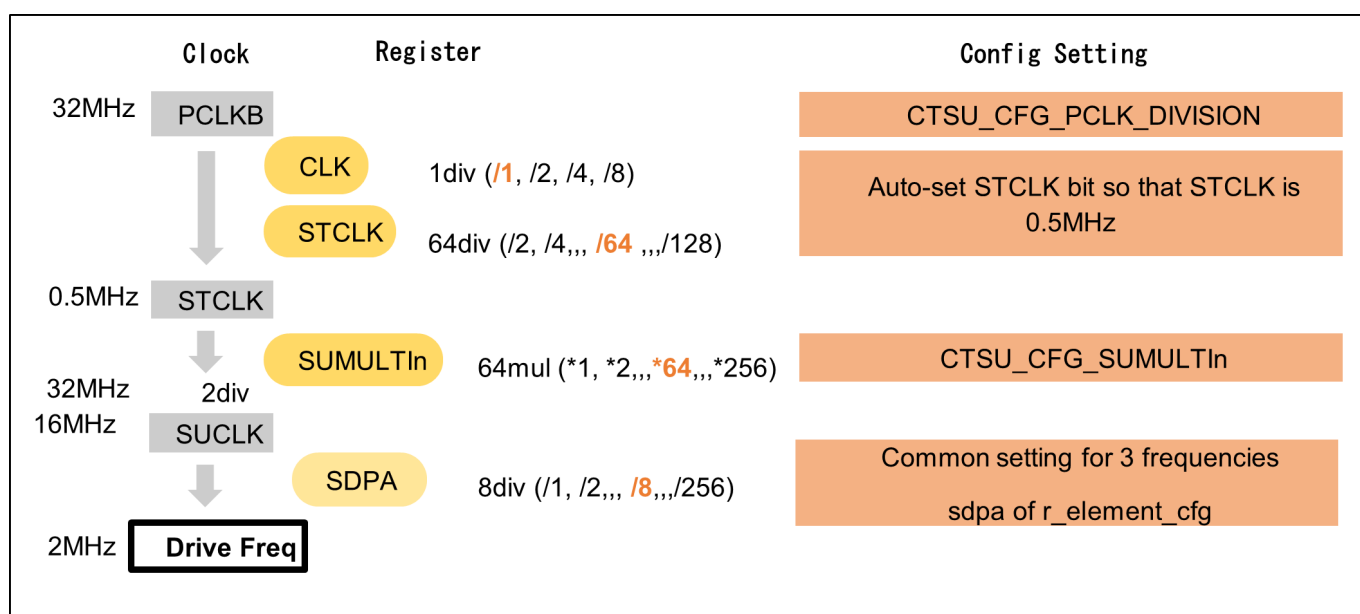 Clock Register Config Setting
32MHz PCLKB CTSU_CFG_PCLK_DIVISION
CLK 1div (/1, /2, /4, /8)
Auto-set STCLK bit so that STCLK is
0.5MHz
STCLK 64div (/2, /4,,, /64 ,,,/128)
0.5MHz STCLK
SUMULTIn 64mul (*1, *2,,,*64,,,*256) CTSU_CFG_SUMULTIn
32MHz 2div
16MHz SUCLK
Common setting for 3 frequencies
SDPA 8div (/1, /2,,, /8,,,/256)
sdpa of r_element_cfg
2MHz Drive Freq